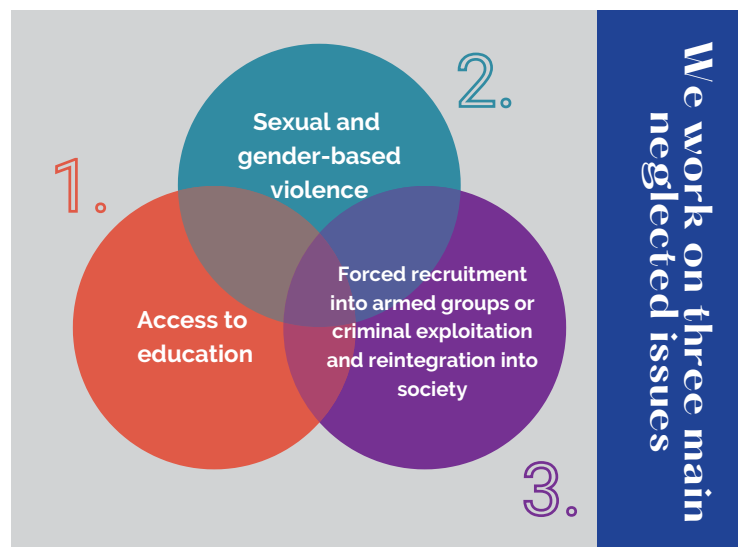 We work on three main
neglected issues
1.
Access to
education
2.
Sexual and
gender-based
violence
3.
Forced recruitment
into armed groups or
criminal exploitation
and reintegration into
society